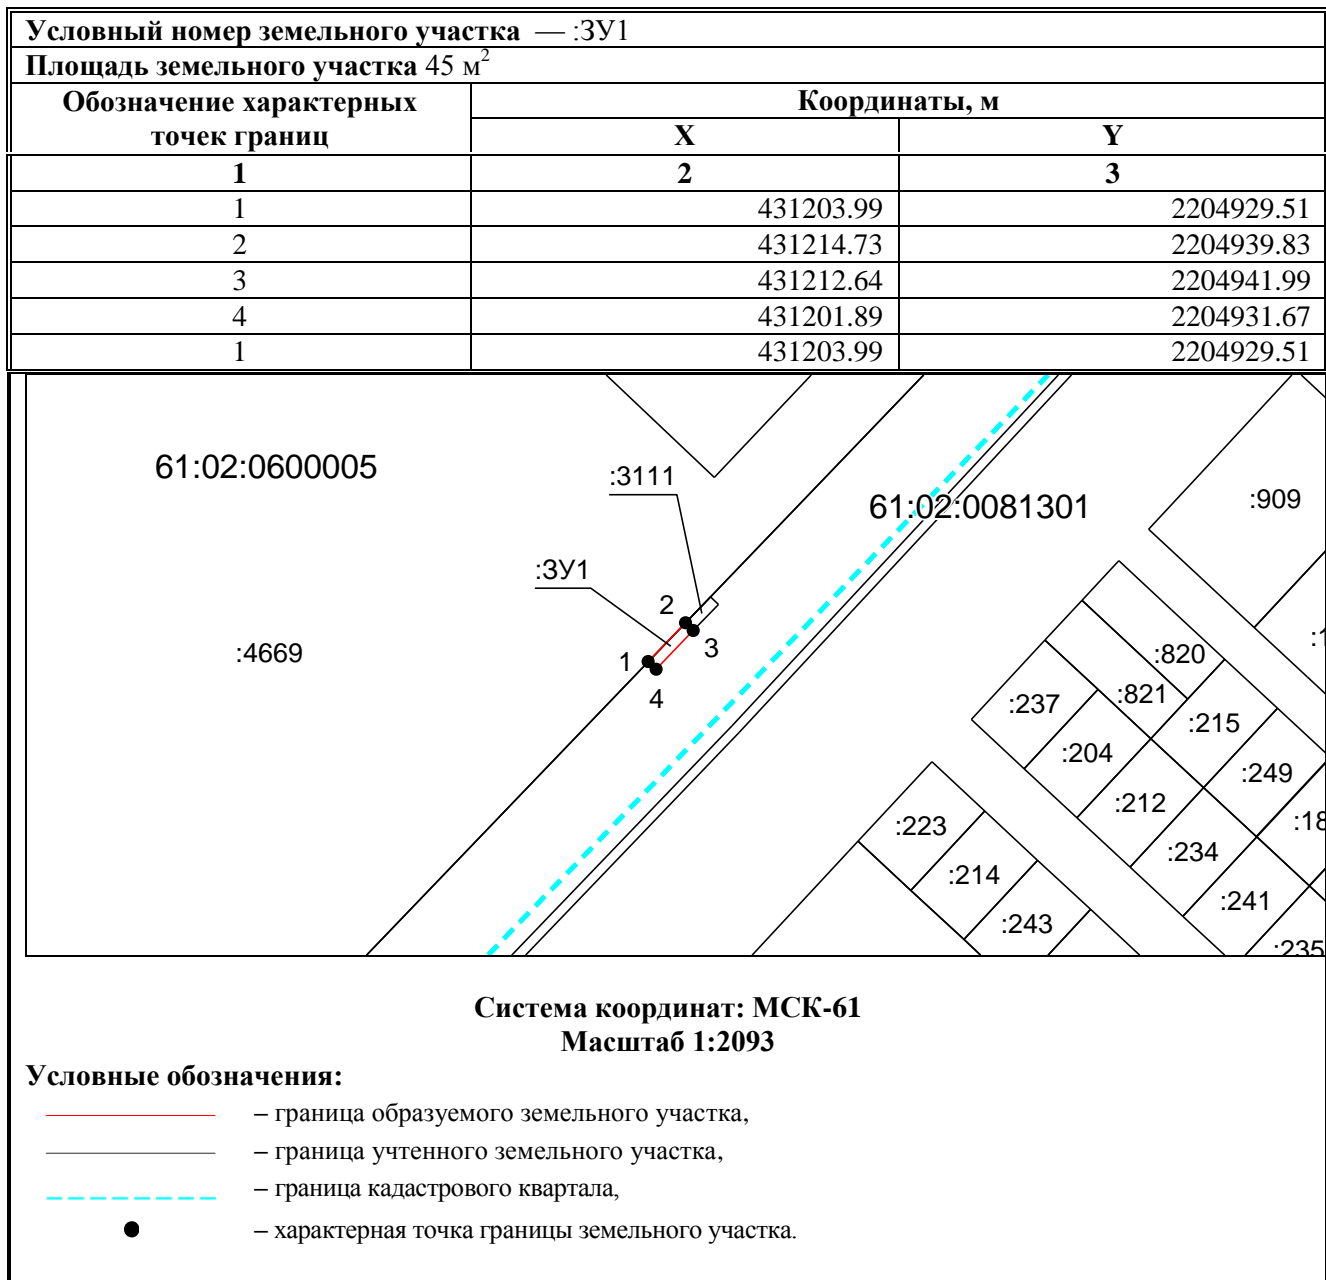 Условный номер земельного участка — :ЗУ1
Площадь земельного участка 45 м²
Обозначение характерных точек границ
Координаты, м
X Y
1 2 3
1 431203.99 2204929.51
2 431214.73 2204939.83
3 431212.64 2204941.99
4 431201.89 2204931.67
1 431203.99 2204929.51
61:02:0600005
:3111
61:02:0081301
:909
:ЗУ1
2
3
1
4
:4669
:820
:821
:237
:215
:204
:249
:212
:18
:223
:234
:214
:241
:243
:235
Система координат: МСК-61
Масштаб 1:2093
Условные обозначения:
– граница образуемого земельного участка,
– граница учтенного земельного участка,
– граница кадастрового квартала,
– характерная точка границы земельного участка.